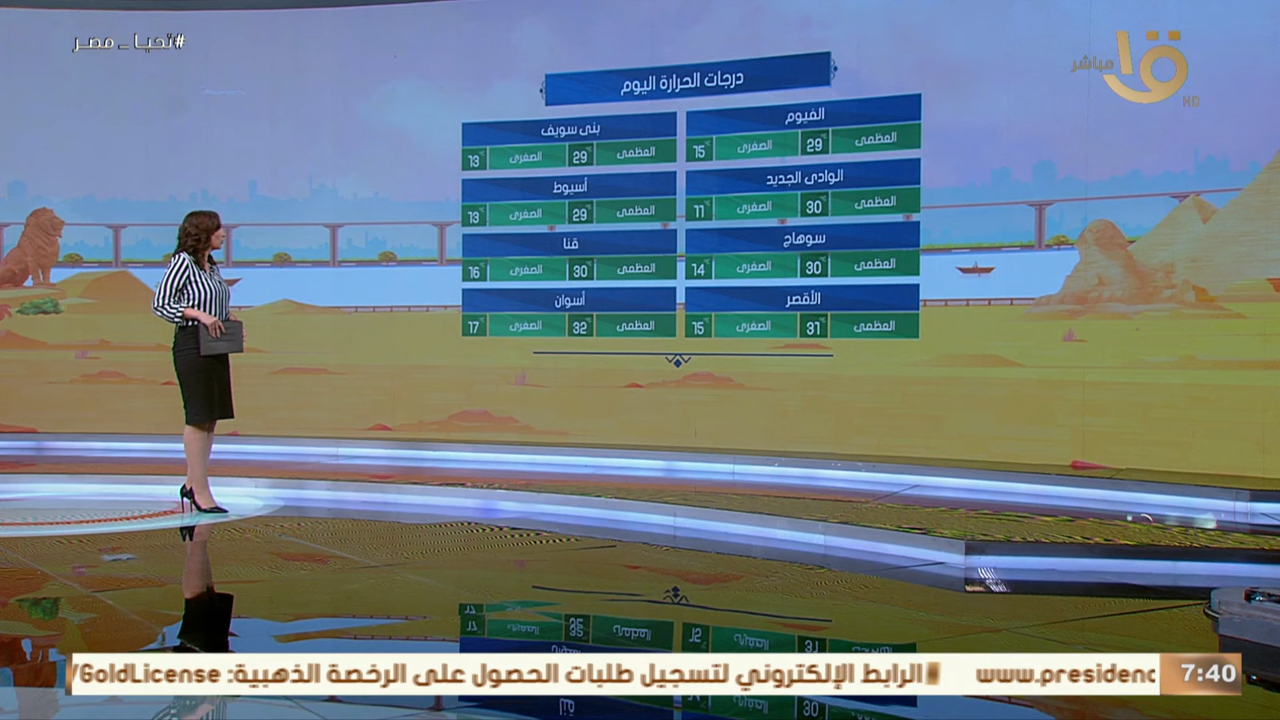 #تحيا_مصر
مباشر
HD
درجات الحرارة اليوم
الفيوم
العظمى 29 الصغرى 15
بنى سويف
العظمى 29 الصغرى 13
الوادى الجديد
العظمى 30 الصغرى 11
أسيوط
العظمى 29 الصغرى 13
سوهاج
العظمى 30 الصغرى 14
قنا
العظمى 30 الصغرى 16
الأقصر
العظمى 31 الصغرى 15
أسوان
العظمى 32 الصغرى 17
www.presidenc الرابط الإلكتروني لتسجيل طلبات الحصول على الرخصة الذهبية: GoldLicense/
7:40